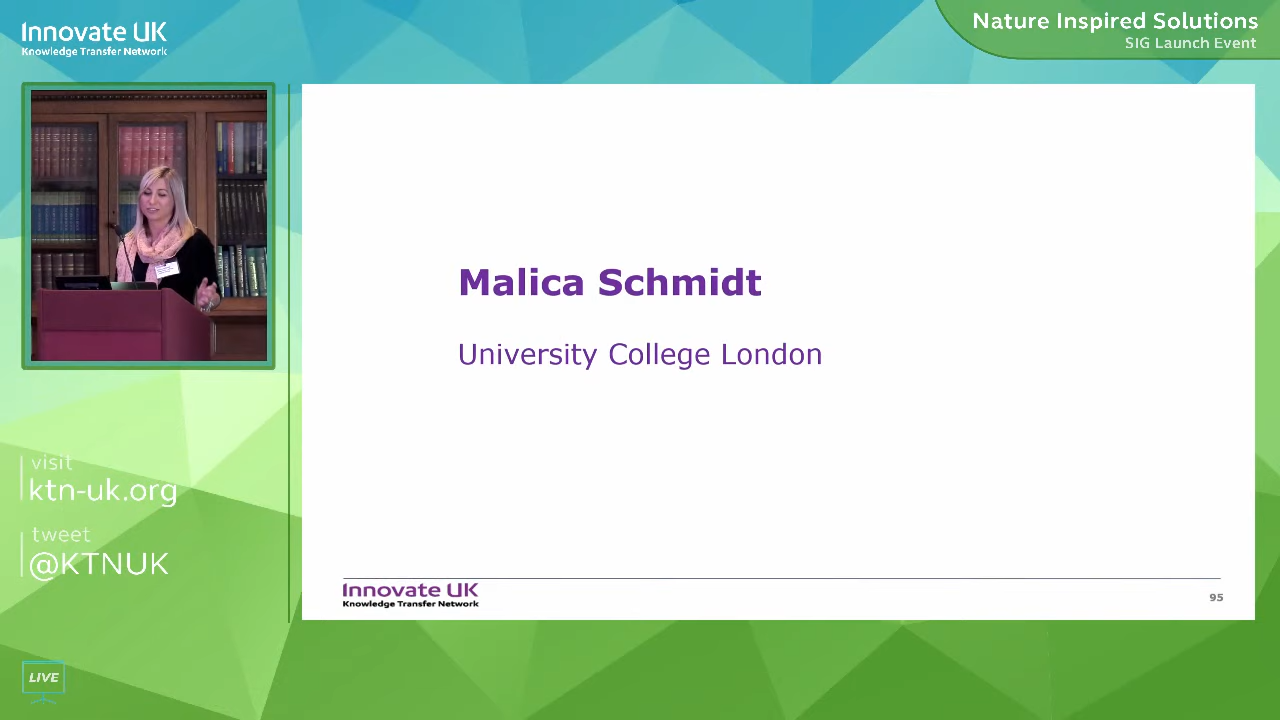 Innovate UK
Knowledge Transfer Network
Nature Inspired Solutions
SIG Launch Event
Malica Schmidt
University College London
visit
ktn-uk.org
tweet
@KTNUK
Innovate UK
Knowledge Transfer Network
95
LIVE